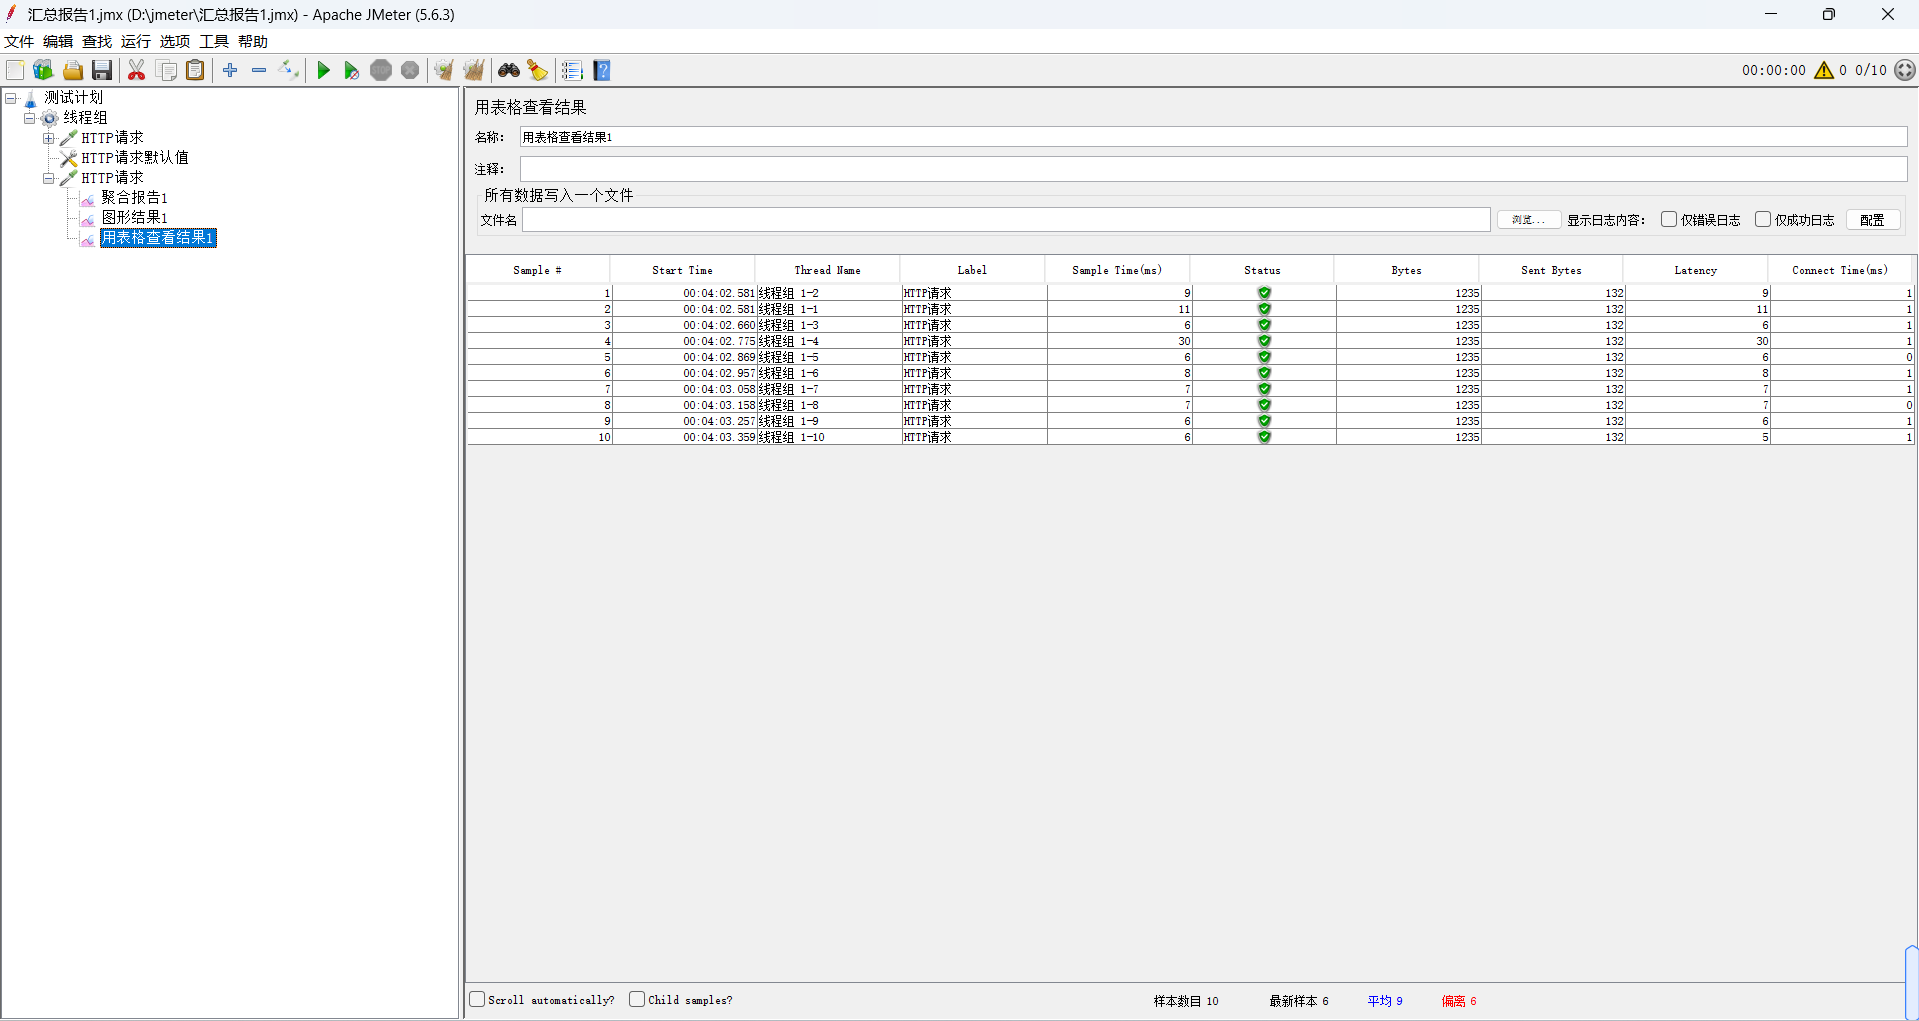 汇总报告1.jmx (D:\jmeter\汇总报告1.jmx) - Apache JMeter (5.6.3)
文件 编辑 查找 运行 选项 工具 帮助
STOP
00:00:00 0 0/10
测试计划
线程组
HTTP请求
HTTP请求默认值
HTTP请求
聚合报告1
图形结果1
用表格查看结果1
用表格查看结果
名称: 用表格查看结果1
注释:
所有数据写入一个文件
文件名 浏览... 显示日志内容: 仅错误日志 仅成功日志 配置
Sample # Start Time Thread Name Label Sample Time(ms) Status Bytes Sent Bytes Latency Connect Time(ms)
1 00:04:02.581 线程组 1-2 HTTP请求 9 1235 132 9 1
2 00:04:02.581 线程组 1-1 HTTP请求 11 1235 132 11 1
3 00:04:02.660 线程组 1-3 HTTP请求 6 1235 132 6 1
4 00:04:02.775 线程组 1-4 HTTP请求 30 1235 132 30 1
5 00:04:02.869 线程组 1-5 HTTP请求 6 1235 132 6 0
6 00:04:02.957 线程组 1-6 HTTP请求 8 1235 132 8 1
7 00:04:03.058 线程组 1-7 HTTP请求 7 1235 132 7 1
8 00:04:03.158 线程组 1-8 HTTP请求 7 1235 132 7 0
9 00:04:03.257 线程组 1-9 HTTP请求 6 1235 132 6 1
10 00:04:03.359 线程组 1-10 HTTP请求 6 1235 132 5 1
Scroll automatically? Child samples? 样本数目 10 最新样本 6 平均 9 偏离 6